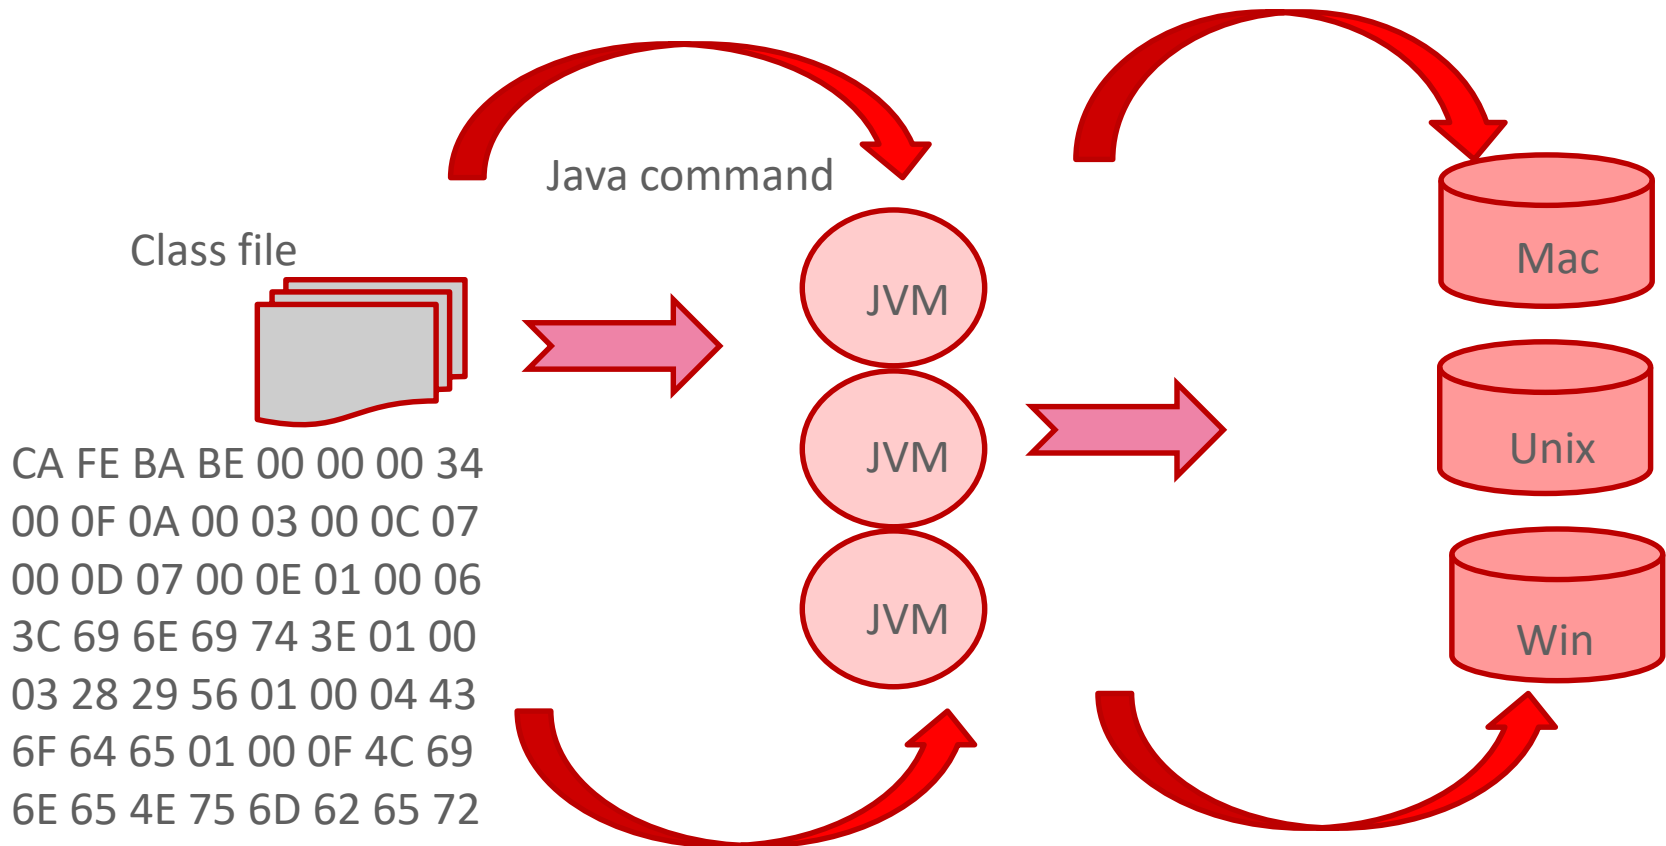 Class file
CA FE BA BE 00 00 00 34
00 0F 0A 00 03 00 0C 07
00 0D 07 00 0E 01 00 06
3C 69 6E 69 74 3E 01 00
03 28 29 56 01 00 04 43
6F 64 65 01 00 0F 4C 69
6E 65 4E 75 6D 62 65 72
Java command
JVM
JVM
JVM
Mac
Unix
Win